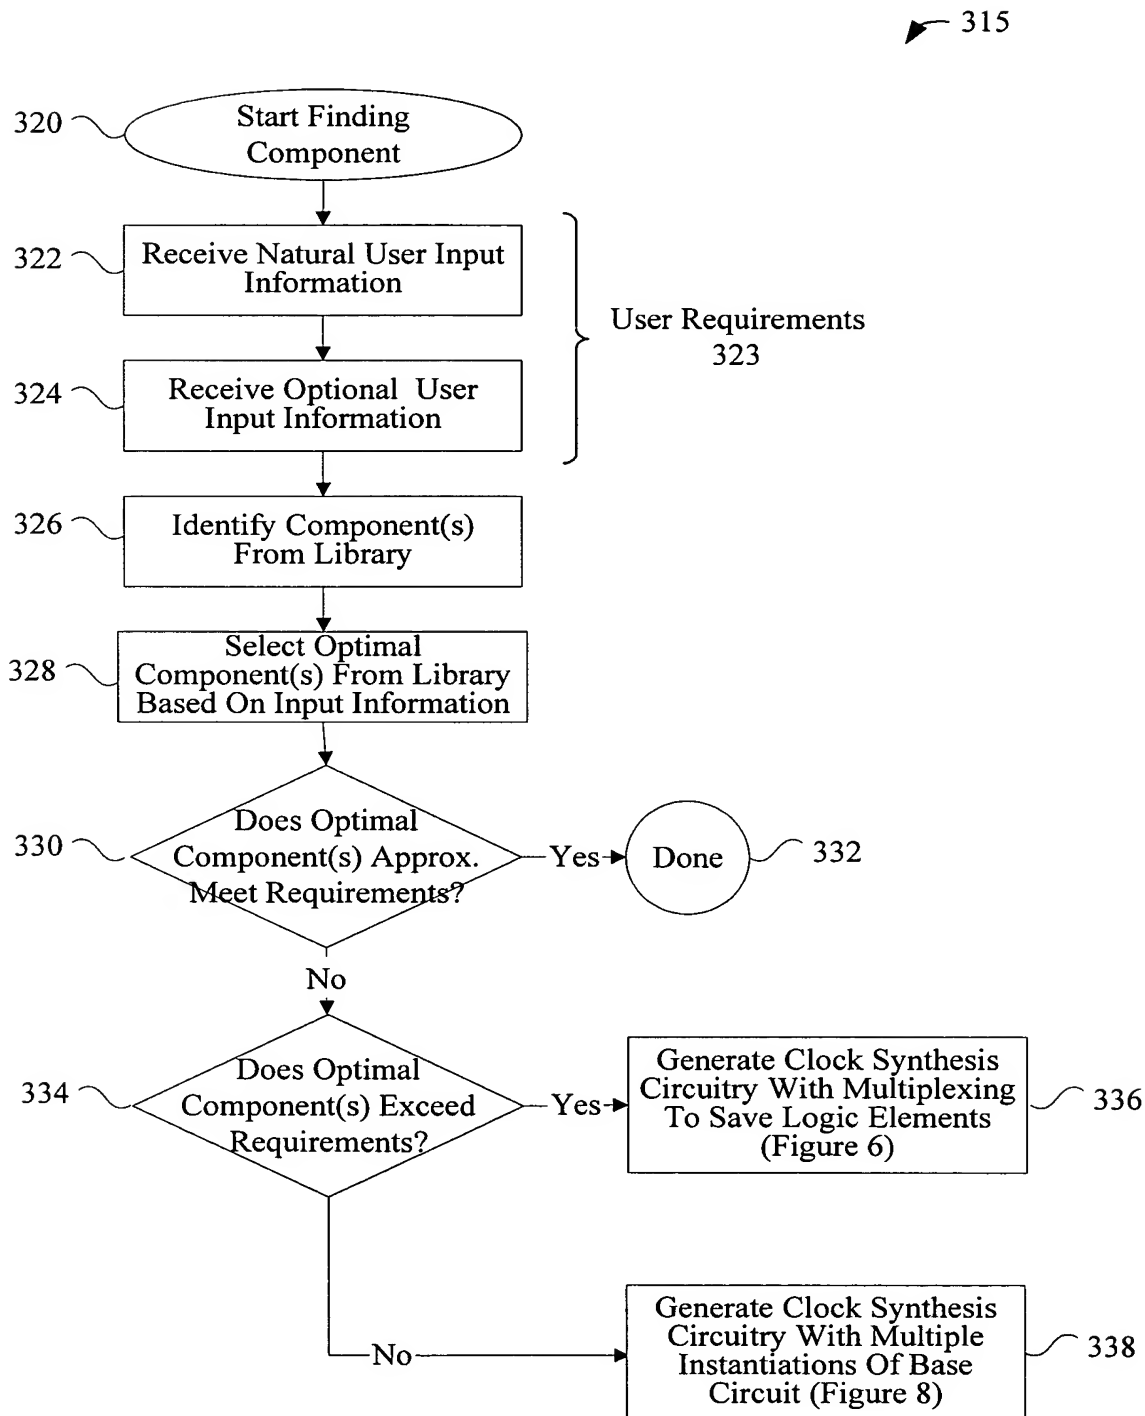 315
320
Start Finding
Component
322
Receive Natural User Input
Information
User Requirements
323
324
Receive Optional User
Input Information
326
Identify Component(s)
From Library
328
Select Optimal
Component(s) From Library
Based On Input Information
330
Does Optimal
Component(s) Approx.
Meet Requirements?
Yes
Done
332
No
334
Does Optimal
Component(s) Exceed
Requirements?
Yes
Generate Clock Synthesis
Circuitry With Multiplexing
To Save Logic Elements
(Figure 6)
336
No
Generate Clock Synthesis
Circuitry With Multiple
Instantiations Of Base
Circuit (Figure 8)
338